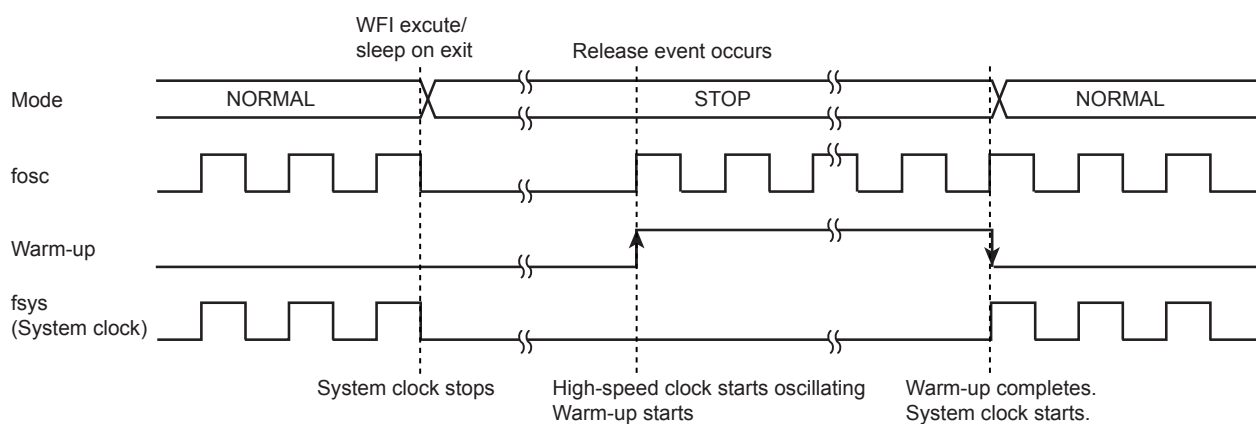 WFI excute/
sleep on exit
Release event occurs
Mode
NORMAL
STOP
NORMAL
fosc
Warm-up
fsys
(System clock)
System clock stops
High-speed clock starts oscillating
Warm-up starts
Warm-up completes.
System clock starts.